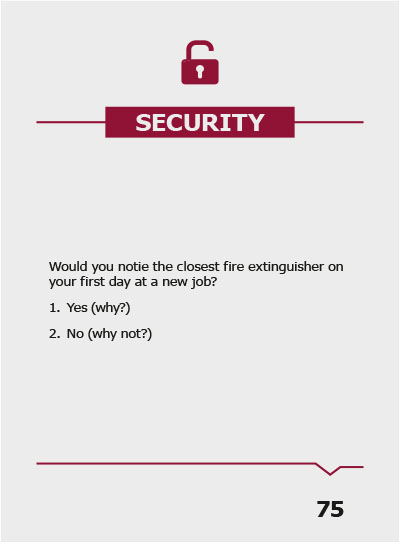 SECURITY
Would you notie the closest fire extinguisher on
your first day at a new job?
1. Yes (why?)
2. No (why not?)
75